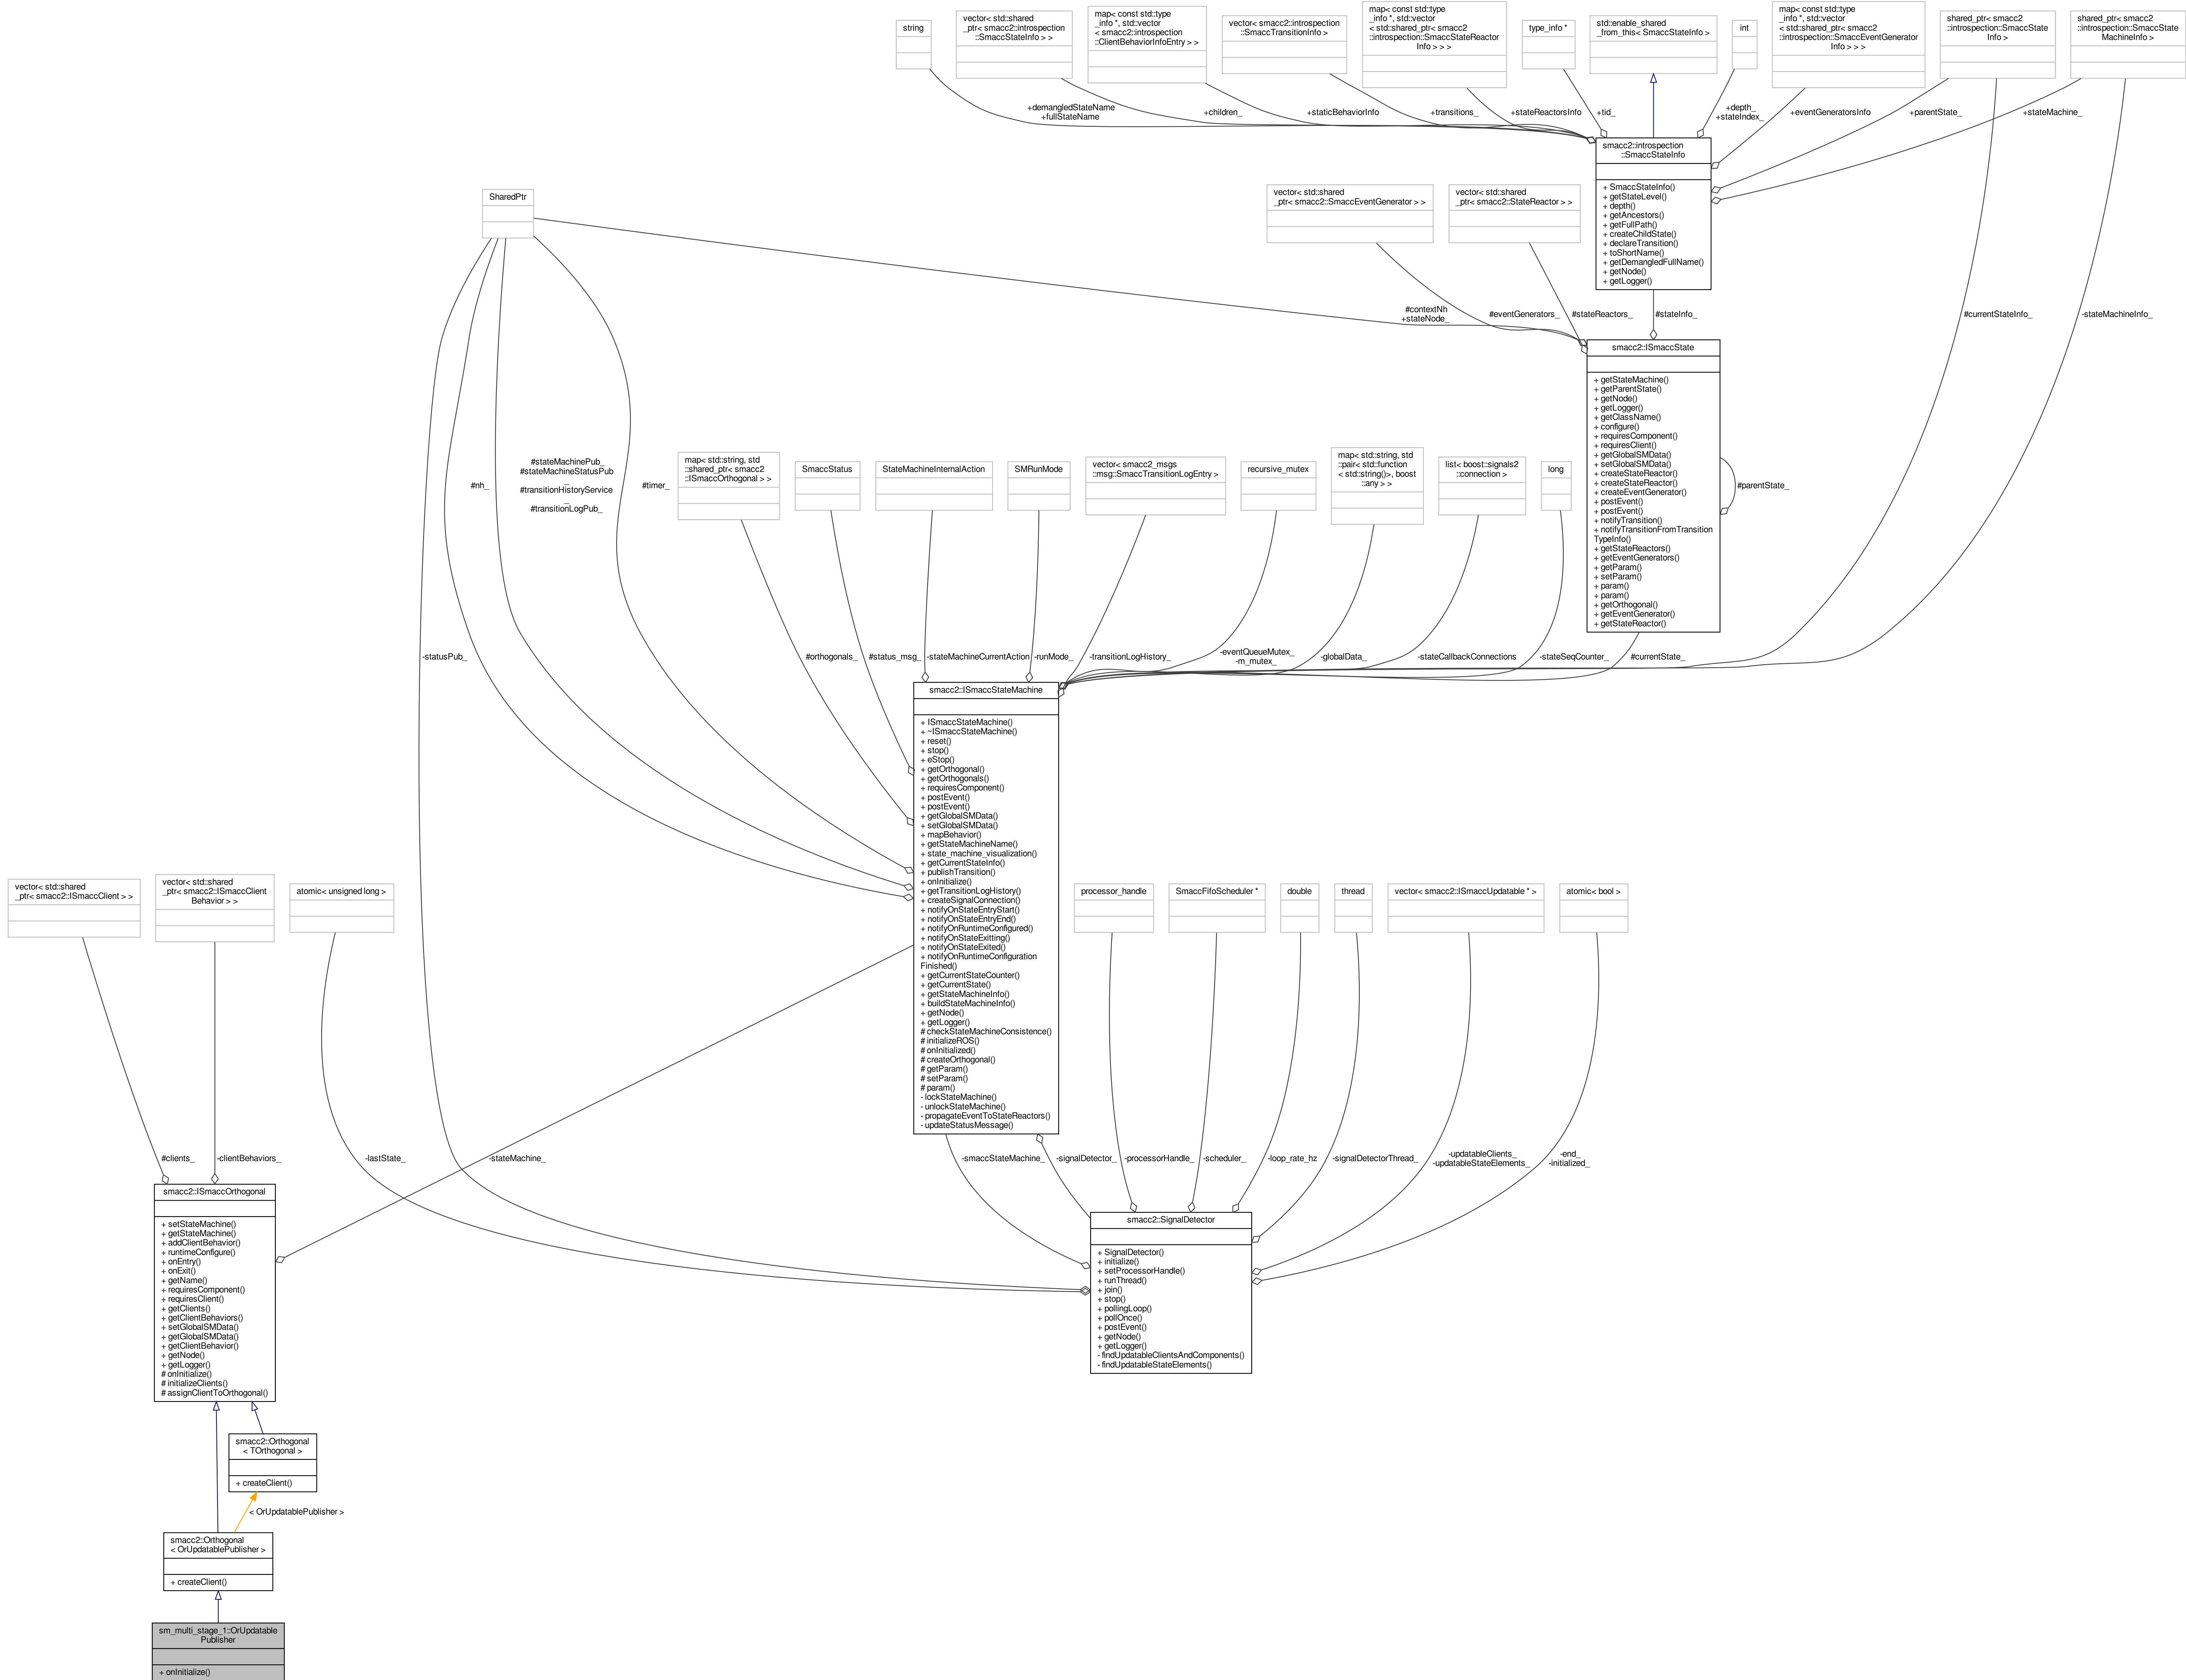 string
vector< std::shared
_ptr< smacc2::introspection
::SmaccStateInfo > >
map< const std::type
_info *, std::vector
< smacc2::introspection
::ClientBehaviorInfoEntry > >
vector< smacc2::introspection
::SmaccTransitionInfo >
map< const std::type
_info *, std::vector
< std::shared_ptr< smacc2
::introspection::SmaccStateReactor
Info > > >
type_info *
std::enable_shared
_from_this< SmaccStateInfo >
int
map< const std::type
_info *, std::vector
< std::shared_ptr< smacc2
::introspection::SmaccEventGenerator
Info > > >
shared_ptr< smacc2
::introspection::SmaccState
Info >
shared_ptr< smacc2
::introspection::SmaccState
MachineInfo >
+demangledStateName
+fullStateName
+children_
+staticBehaviorInfo
+transitions_
+stateReactorsInfo
+tid_
+depth_
+stateIndex_
+eventGeneratorsInfo
+parentState_
+stateMachine_
smacc2::introspection
::SmaccStateInfo
+ SmaccStateInfo()
+ getStateLevel()
+ depth()
+ getAncestors()
+ getFullPath()
+ createChildState()
+ declareTransition()
+ toShortName()
+ getDemangledFullName()
+ getNode()
+ getLogger()
SharedPtr
vector< std::shared
_ptr< smacc2::SmaccEventGenerator > >
vector< std::shared
_ptr< smacc2::StateReactor > >
#contextNh
+stateNode_
#eventGenerators_
#stateReactors_
#stateInfo_
#currentStateInfo_
-stateMachineInfo_
smacc2::ISmaccState
+ getStateMachine()
+ getParentState()
+ getNode()
+ getLogger()
+ getClassName()
+ configure()
+ requiresComponent()
+ requiresClient()
+ getGlobalSMData()
+ setGlobalSMData()
+ createStateReactor()
+ createStateReactor()
+ createEventGenerator()
+ postEvent()
+ postEvent()
+ notifyTransition()
+ notifyTransitionFromTransition
TypeInfo()
+ getStateReactors()
+ getEventGenerators()
+ getParam()
+ setParam()
+ param()
+ param()
+ getOrthogonal()
+ getEventGenerator()
+ getStateReactor()
#parentState_
#nh_
#stateMachinePub_
#stateMachineStatusPub
_
#transitionHistoryService
_
#transitionLogPub_
#timer_
map< std::string, std
::shared_ptr< smacc2
::ISmaccOrthogonal > >
SmaccStatus
StateMachineInternalAction
SMRunMode
vector< smacc2_msgs
::msg::SmaccTransitionLogEntry >
recursive_mutex
map< std::string, std
::pair< std::function
< std::string()>, boost
::any > >
list< boost::signals2
::connection >
long
-statusPub_
#orthogonals_
#status_msg_
-stateMachineCurrentAction
-runMode_
-transitionLogHistory_
-eventQueueMutex_
-m_mutex_
-globalData_
-stateCallbackConnections
-stateSeqCounter_
#currentState_
smacc2::ISmaccStateMachine
+ ISmaccStateMachine()
+ ~ISmaccStateMachine()
+ reset()
+ stop()
+ eStop()
+ getOrthogonal()
+ getOrthogonals()
+ requiresComponent()
+ postEvent()
+ postEvent()
+ getGlobalSMData()
+ setGlobalSMData()
+ mapBehavior()
+ getStateMachineName()
+ state_machine_visualization()
+ getCurrentStateInfo()
+ publishTransition()
+ onInitialize()
+ getTransitionLogHistory()
+ createSignalConnection()
+ notifyOnStateEntryStart()
+ notifyOnStateEntryEnd()
+ notifyOnRuntimeConfigured()
+ notifyOnStateExitting()
+ notifyOnStateExited()
+ notifyOnRuntimeConfiguration
Finished()
+ getCurrentStateCounter()
+ getCurrentState()
+ getStateMachineInfo()
+ buildStateMachineInfo()
+ getNode()
+ getLogger()
# checkStateMachineConsistence()
# initializeROS()
# onInitialized()
# createOrthogonal()
# getParam()
# setParam()
# param()
- lockStateMachine()
- unlockStateMachine()
- propagateEventToStateReactors()
- updateStatusMessage()
vector< std::shared
_ptr< smacc2::ISmaccClient > >
vector< std::shared
_ptr< smacc2::ISmaccClient
Behavior > >
atomic< unsigned long >
processor_handle
SmaccFifoScheduler *
double
thread
vector< smacc2::ISmaccUpdatable * >
atomic< bool >
#clients_
-clientBehaviors_
-lastState_
-stateMachine_
-smaccStateMachine_
-signalDetector_
-processorHandle_
-scheduler_
-loop_rate_hz
-signalDetectorThread_
-updatableClients_
-updatableStateElements_
-end_
-initialized_
smacc2::ISmaccOrthogonal
+ setStateMachine()
+ getStateMachine()
+ addClientBehavior()
+ runtimeConfigure()
+ onEntry()
+ onExit()
+ getName()
+ requiresComponent()
+ requiresClient()
+ getClients()
+ getClientBehaviors()
+ setGlobalSMData()
+ getGlobalSMData()
+ getClientBehavior()
+ getNode()
+ getLogger()
# onInitialize()
# initializeClients()
# assignClientToOrthogonal()
smacc2::SignalDetector
+ SignalDetector()
+ initialize()
+ setProcessorHandle()
+ runThread()
+ join()
+ stop()
+ pollingLoop()
+ pollOnce()
+ postEvent()
+ getNode()
+ getLogger()
- findUpdatableClientsAndComponents()
- findUpdatableStateElements()
smacc2::Orthogonal
< TOrthogonal >
+ createClient()
< OrUpdatablePublisher >
smacc2::Orthogonal
< OrUpdatablePublisher >
+ createClient()
sm_multi_stage_1::OrUpdatable
Publisher
+ onInitialize()